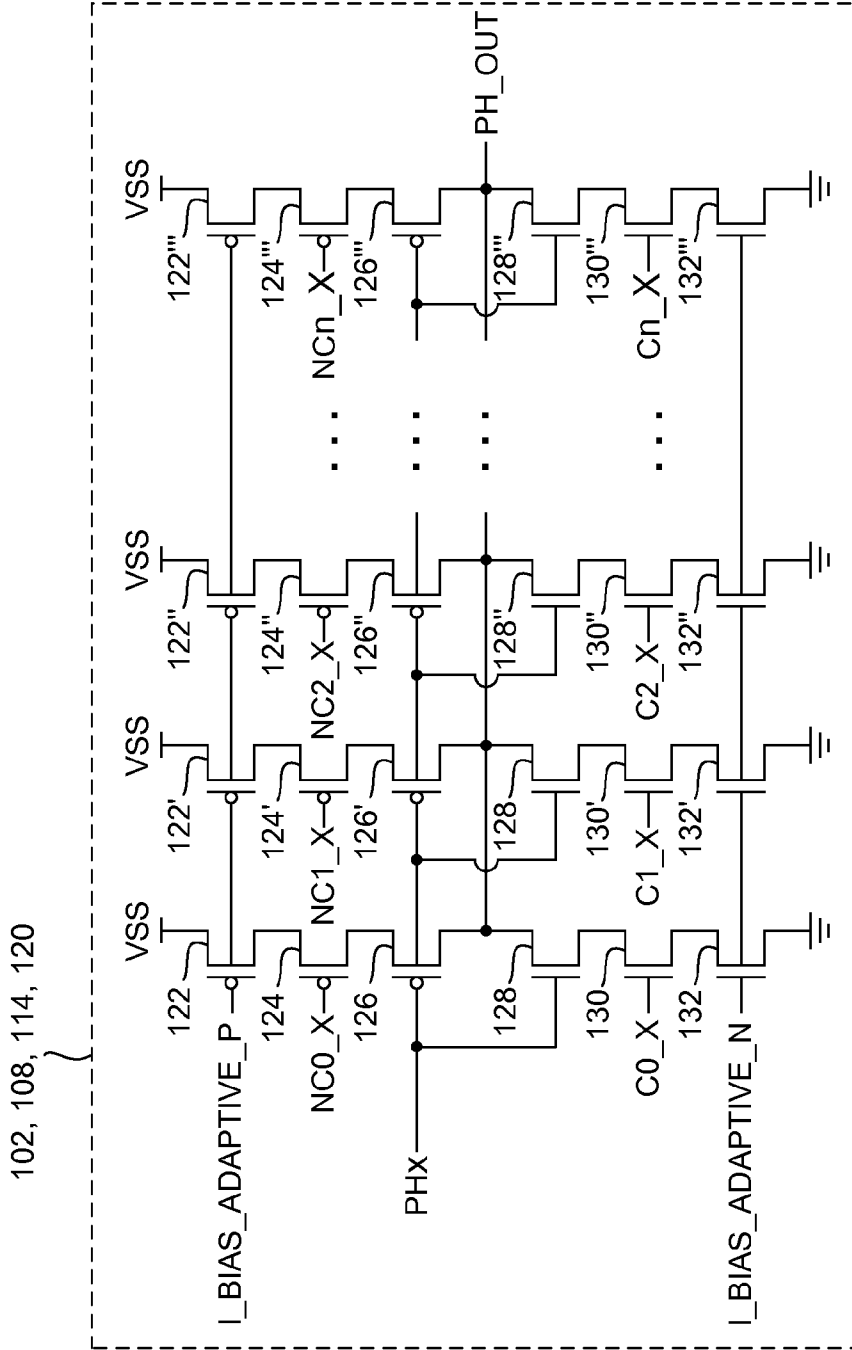 102, 108, 114, 120
VSS VSS VSS VSS
122 122' 122" 122'"
I_BIAS_ADAPTIVE_P
124 124' 124" 124'"
NC0_X NC1_X NC2_X NCn_X
126 126' 126" 126'"
PHx
PH_OUT
128 128 128" 128'"
130 130' 130" 130'"
C0_X C1_X C2_X Cn_X
132 132' 132" 132'"
I_BIAS_ADAPTIVE_N